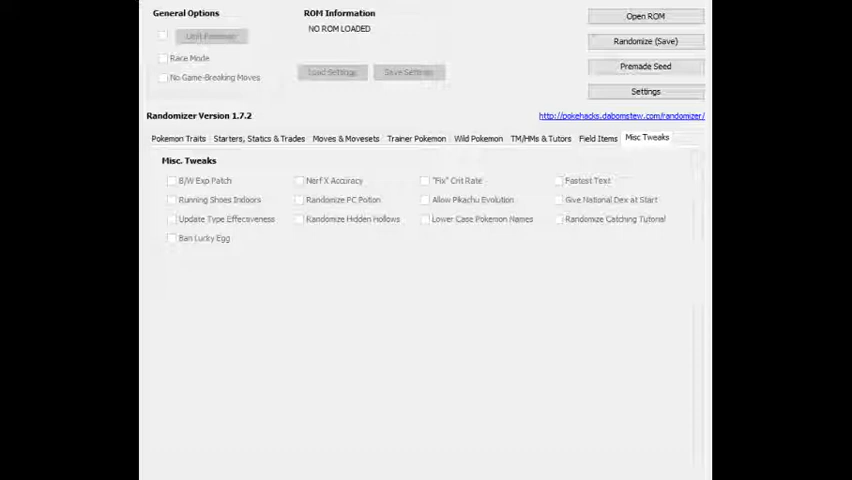 General Options
ROM Information
Open ROM
Limit Pokemon
NO ROM LOADED
Randomize (Save)
Race Mode
Premade Seed
No Game-Breaking Moves
Load Settings
Save Settings
Settings
Randomizer Version 1.7.2
http://pokehacks.dabomstew.com/randomizer/
Pokemon Traits
Starters, Statics & Trades
Moves & Movesets
Trainer Pokemon
Wild Pokemon
TM/HMs & Tutors
Field Items
Misc Tweaks
Misc. Tweaks
B/W Exp Patch
Nerf X Accuracy
"Fix" Crit Rate
Fastest Text
Running Shoes Indoors
Randomize PC Potion
Allow Pikachu Evolution
Give National Dex at Start
Update Type Effectiveness
Randomize Hidden Hollows
Lower Case Pokemon Names
Randomize Catching Tutorial
Ban Lucky Egg